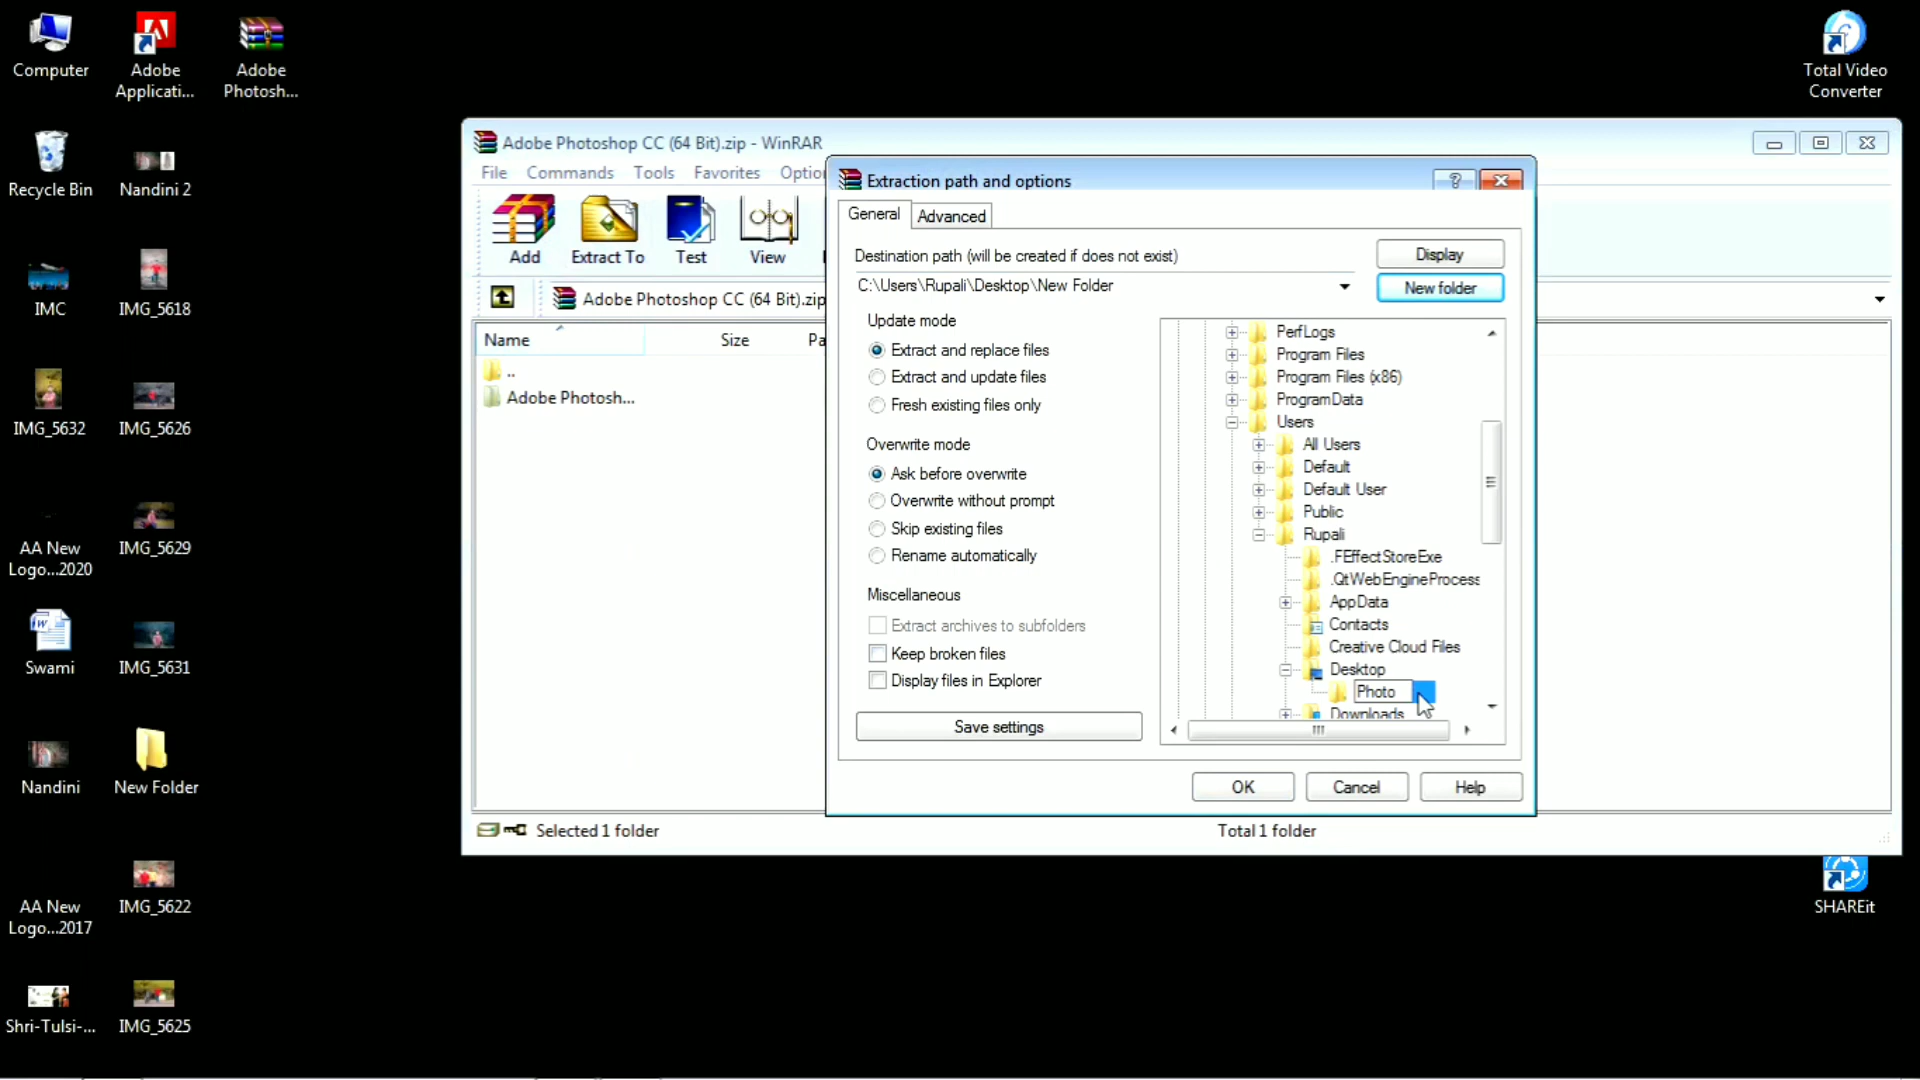 Computer
Adobe
Applicati...
Adobe
Photosh...
Total Video
Converter
Recycle Bin
Nandini 2
IMC
IMG_5618
IMG_5632
IMG_5626
AA New
Logo...2020
IMG_5629
Swami
IMG_5631
Nandini
New Folder
AA New
Logo...2017
IMG_5622
Shri-Tulsi-...
IMG_5625
SHAREit
Adobe Photoshop CC (64 Bit).zip - WinRAR
File Commands Tools Favorites Optio
Add Extract To Test View
Adobe Photoshop CC (64 Bit).zip
Name Size Pa
..
Adobe Photosh...
Selected 1 folder
Total 1 folder
Extraction path and options
General Advanced
Destination path (will be created if does not exist)
Display
C:\Users\Rupali\Desktop\New Folder
New folder
Update mode
Extract and replace files
Extract and update files
Fresh existing files only
Overwrite mode
Ask before overwrite
Overwrite without prompt
Skip existing files
Rename automatically
Miscellaneous
Extract archives to subfolders
Keep broken files
Display files in Explorer
Save settings
PerfLogs
Program Files
Program Files (x86)
ProgramData
Users
All Users
Default
Default User
Public
Rupali
.FEffectStoreExe
.QtWebEngineProcess
AppData
Contacts
Creative Cloud Files
Desktop
Photo
Downloads
OK Cancel Help